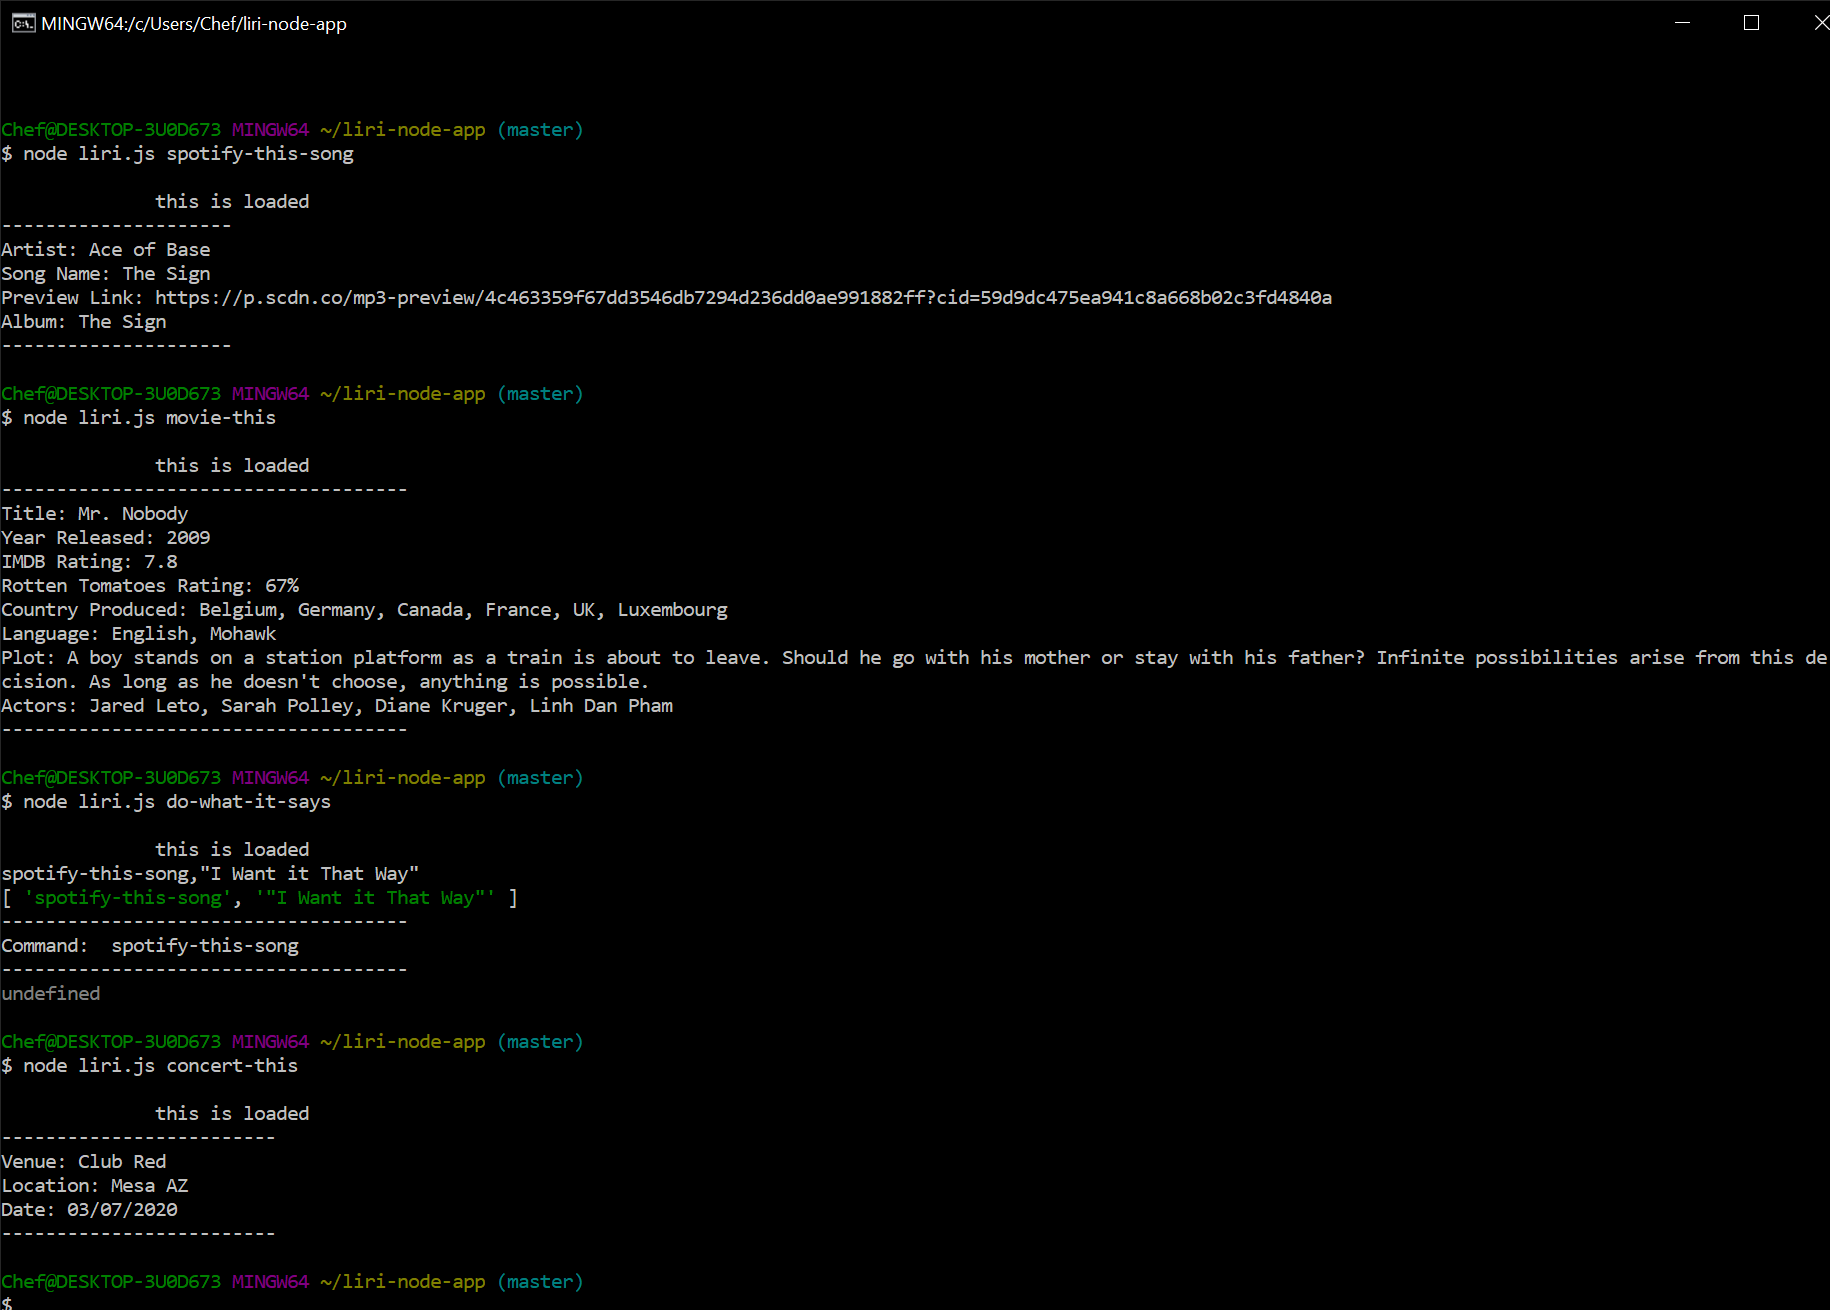 MINGW64:/c/Users/Chef/liri-node-app
Chef@DESKTOP-3U0D673 MINGW64 ~/liri-node-app (master)
$ node liri.js spotify-this-song
this is loaded
---------------------
Artist: Ace of Base
Song Name: The Sign
Preview Link: https://p.scdn.co/mp3-preview/4c463359f67dd3546db7294d236dd0ae991882ff?cid=59d9dc475ea941c8a668b02c3fd4840a
Album: The Sign
---------------------
Chef@DESKTOP-3U0D673 MINGW64 ~/liri-node-app (master)
$ node liri.js movie-this
this is loaded
-------------------------------------
Title: Mr. Nobody
Year Released: 2009
IMDB Rating: 7.8
Rotten Tomatoes Rating: 67%
Country Produced: Belgium, Germany, Canada, France, UK, Luxembourg
Language: English, Mohawk
Plot: A boy stands on a station platform as a train is about to leave. Should he go with his mother or stay with his father? Infinite possibilities arise from this de
cision. As long as he doesn't choose, anything is possible.
Actors: Jared Leto, Sarah Polley, Diane Kruger, Linh Dan Pham
-------------------------------------
Chef@DESKTOP-3U0D673 MINGW64 ~/liri-node-app (master)
$ node liri.js do-what-it-says
this is loaded
spotify-this-song,"I Want it That Way"
[ 'spotify-this-song', '"I Want it That Way"' ]
-------------------------------------
Command:  spotify-this-song
-------------------------------------
undefined
Chef@DESKTOP-3U0D673 MINGW64 ~/liri-node-app (master)
$ node liri.js concert-this
this is loaded
-------------------------
Venue: Club Red
Location: Mesa AZ
Date: 03/07/2020
-------------------------
Chef@DESKTOP-3U0D673 MINGW64 ~/liri-node-app (master)
$